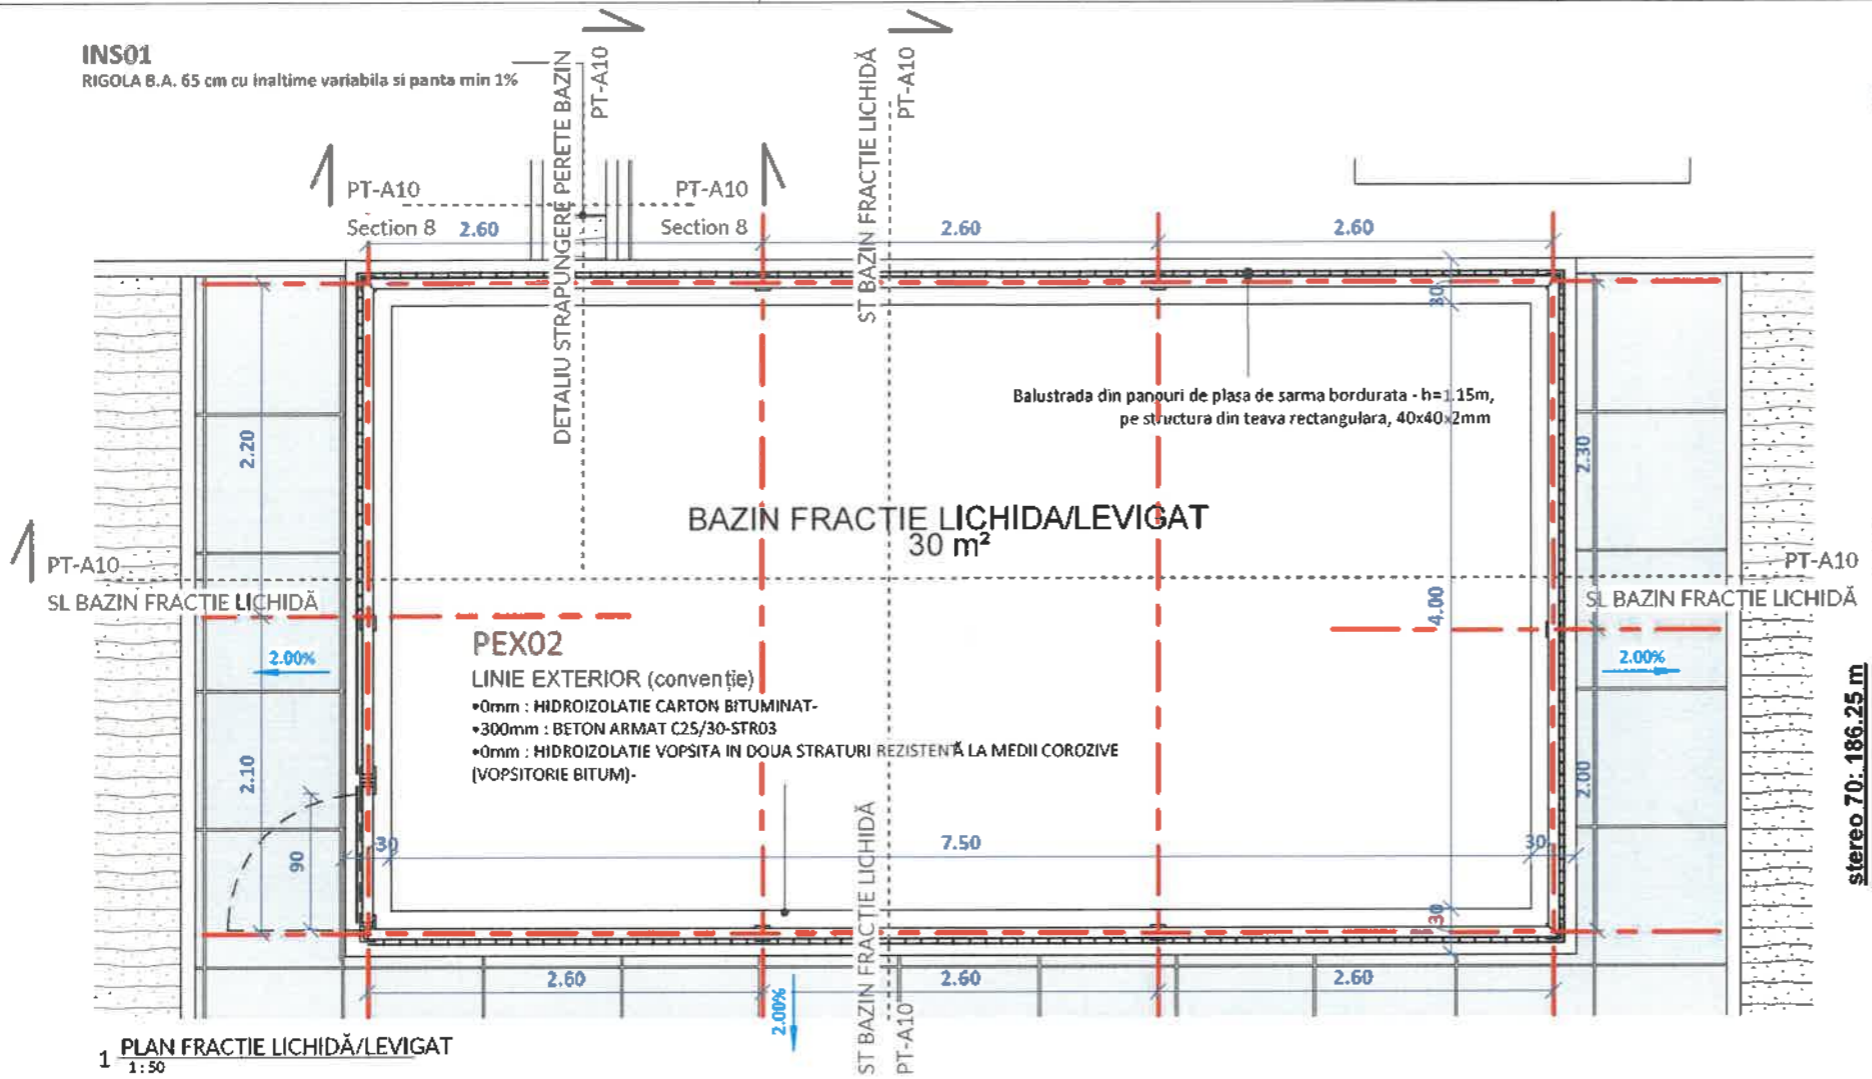 INS01
RIGOLA B.A. 65 cm cu inaltime variabila si panta min 1%
DETALIU STRAPUNGERE PERETE BAZIN
PT-A10
ST BAZIN FRACTIE LICHIDĂ
PT-A10
PT-A10
PT-A10
Section 8
2.60
Section 8
2.60
2.60
30
Balustrada din panouri de plasa de sarma bordurata - h=1.15m,
pe structura din teava rectangulara, 40x40x2mm
2.20
2.30
BAZIN FRACTIE LICHIDA/LEVIGAT
30 m²
PT-A10
SL BAZIN FRACTIE LICHIDĂ
PT-A10
SL BAZIN FRACTIE LICHIDĂ
4.00
2.00%
2.00%
PEX02
LINIE EXTERIOR (convenție)
•0mm : HIDROIZOLATIE CARTON BITUMINAT-
•300mm : BETON ARMAT C25/30-STR03
•0mm : HIDROIZOLATIE VOPSITA IN DOUA STRATURI REZISTENTĂ LA MEDII COROZIVE
(VOPSITORIE BITUM)-
2.10
2.00
stereo 70: 186.25 m
90
30
7.50
30
30
2.60
2.60
2.60
2.00%
ST BAZIN FRACTIE LICHIDĂ
PT-A10
1 PLAN FRACTIE LICHIDĂ/LEVIGAT
1:50